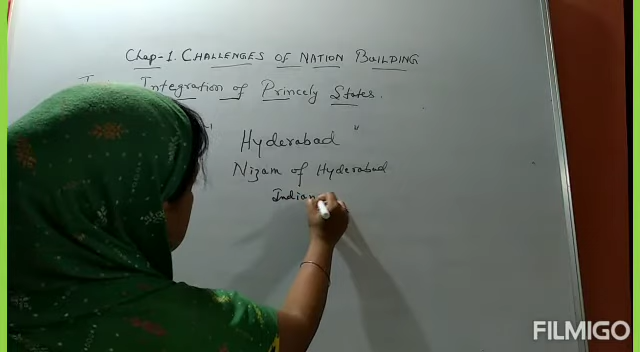 Chap-1. CHALLENGES OF NATION BUILDING
Integration of Princely States.
Hyderabad "
Nizam of Hyderabad
Indian
FILMIGO